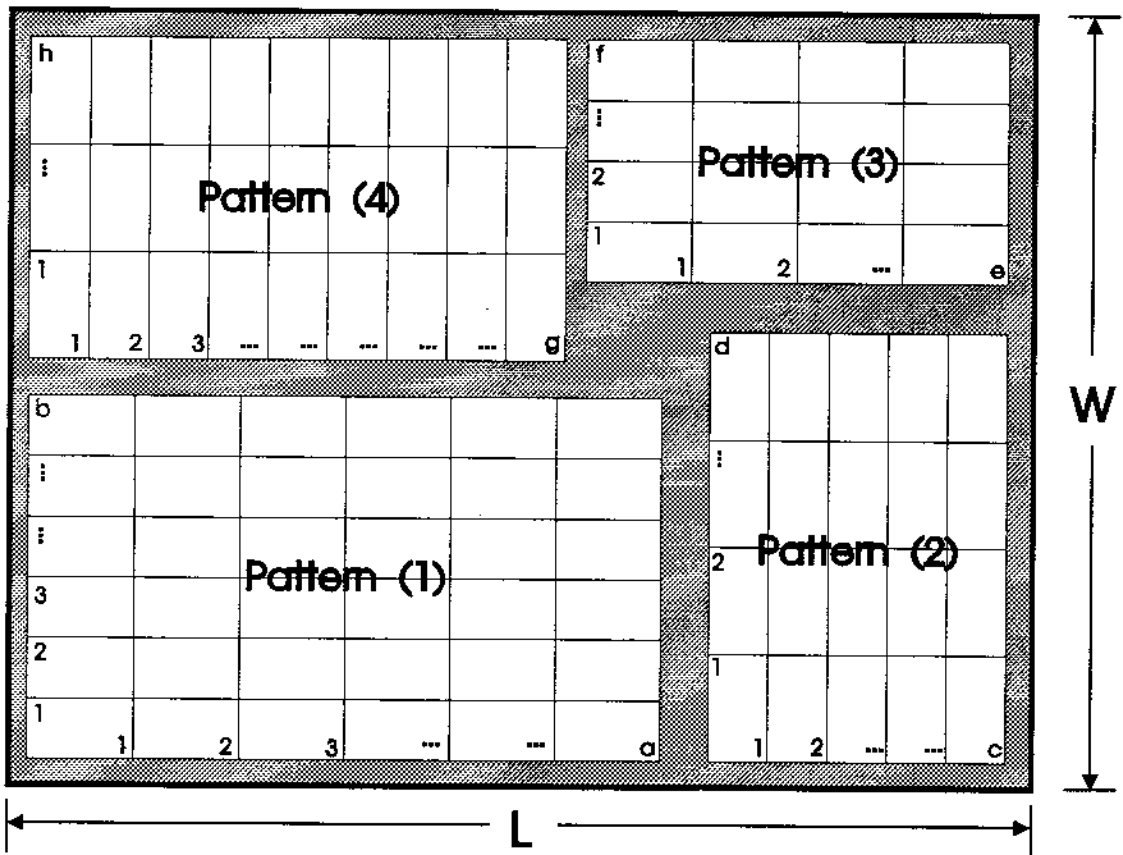 h
f
⋮
⋮
Pattern (4)
Pattern (3)
2
1
1
1 2 ... e
1 2 3 ... ... ... ... ... g
d
b
W
⋮
⋮
⋮
Pattern (2)
2
Pattern (1)
3
2
1
1
1 2 3 ... ... a
1 2 ... ... c
L